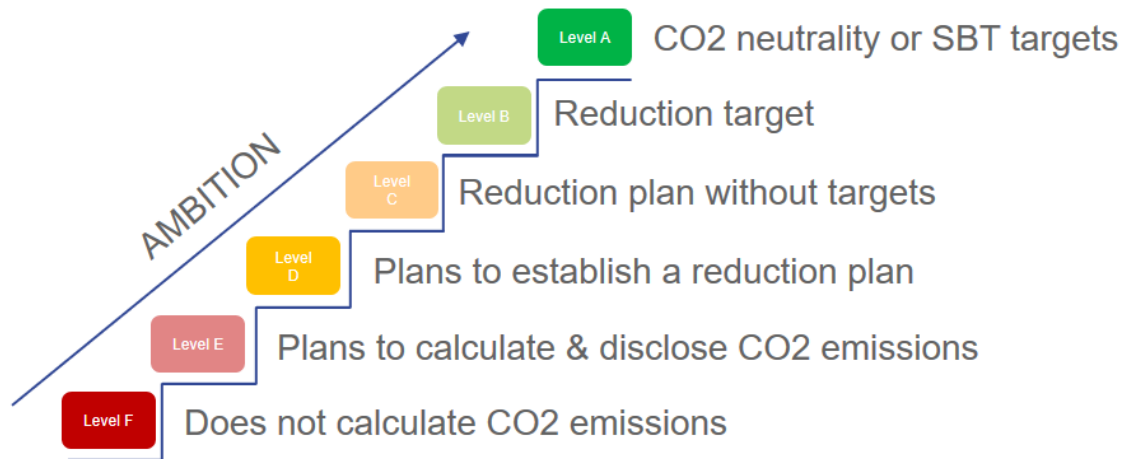 Level A CO2 neutrality or SBT targets
Level B Reduction target
AMBITION
Level
C
Reduction plan without targets
Level
D
Plans to establish a reduction plan
Level E Plans to calculate & disclose CO2 emissions
Level F Does not calculate CO2 emissions